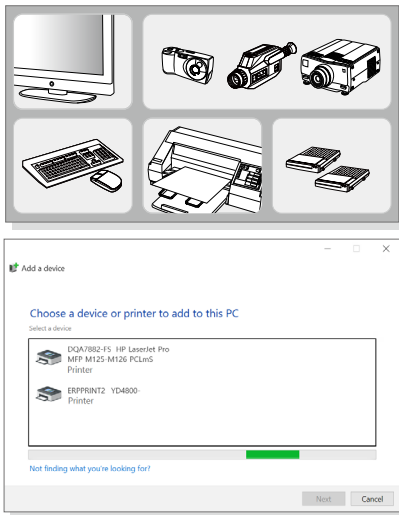 Add a device
Choose a device or printer to add to this PC
Select a device
DQA7882-F5 HP LaserJet Pro
MFP M125-M126 PCLmS
Printer
ERPPRINT2 YD4800-
Printer
Not finding what you're looking for?
Next Cancel